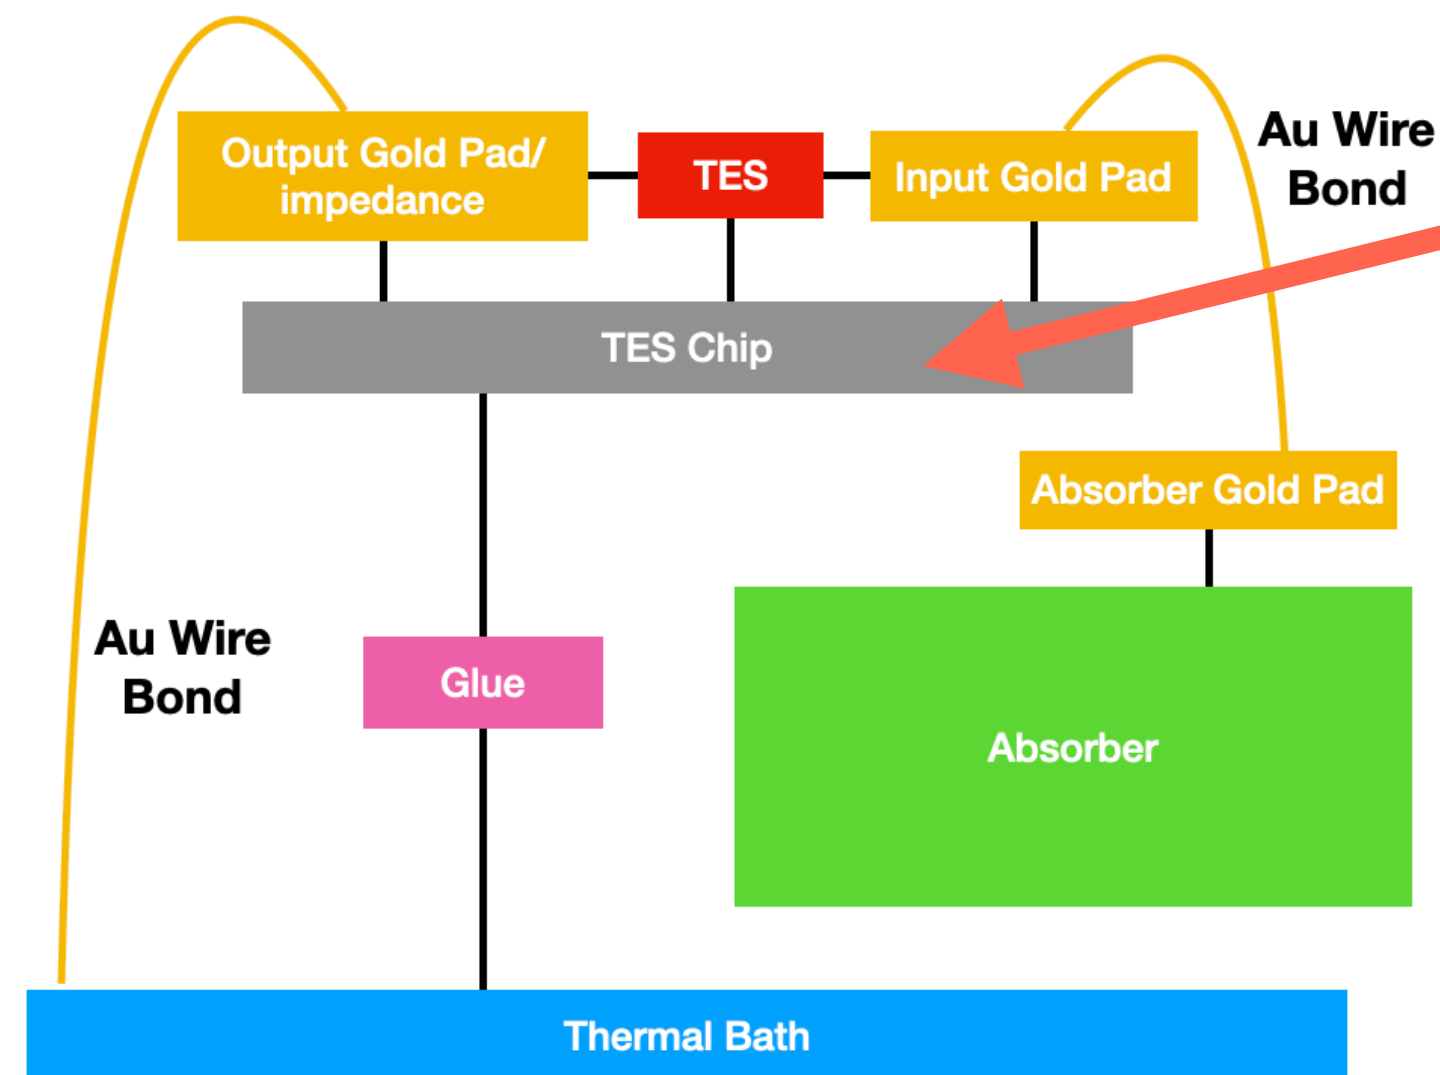 Output Gold Pad/
impedance
TES
Input Gold Pad
Au Wire
Bond
TES Chip
Absorber Gold Pad
Au Wire
Bond
Glue
Absorber
Thermal Bath